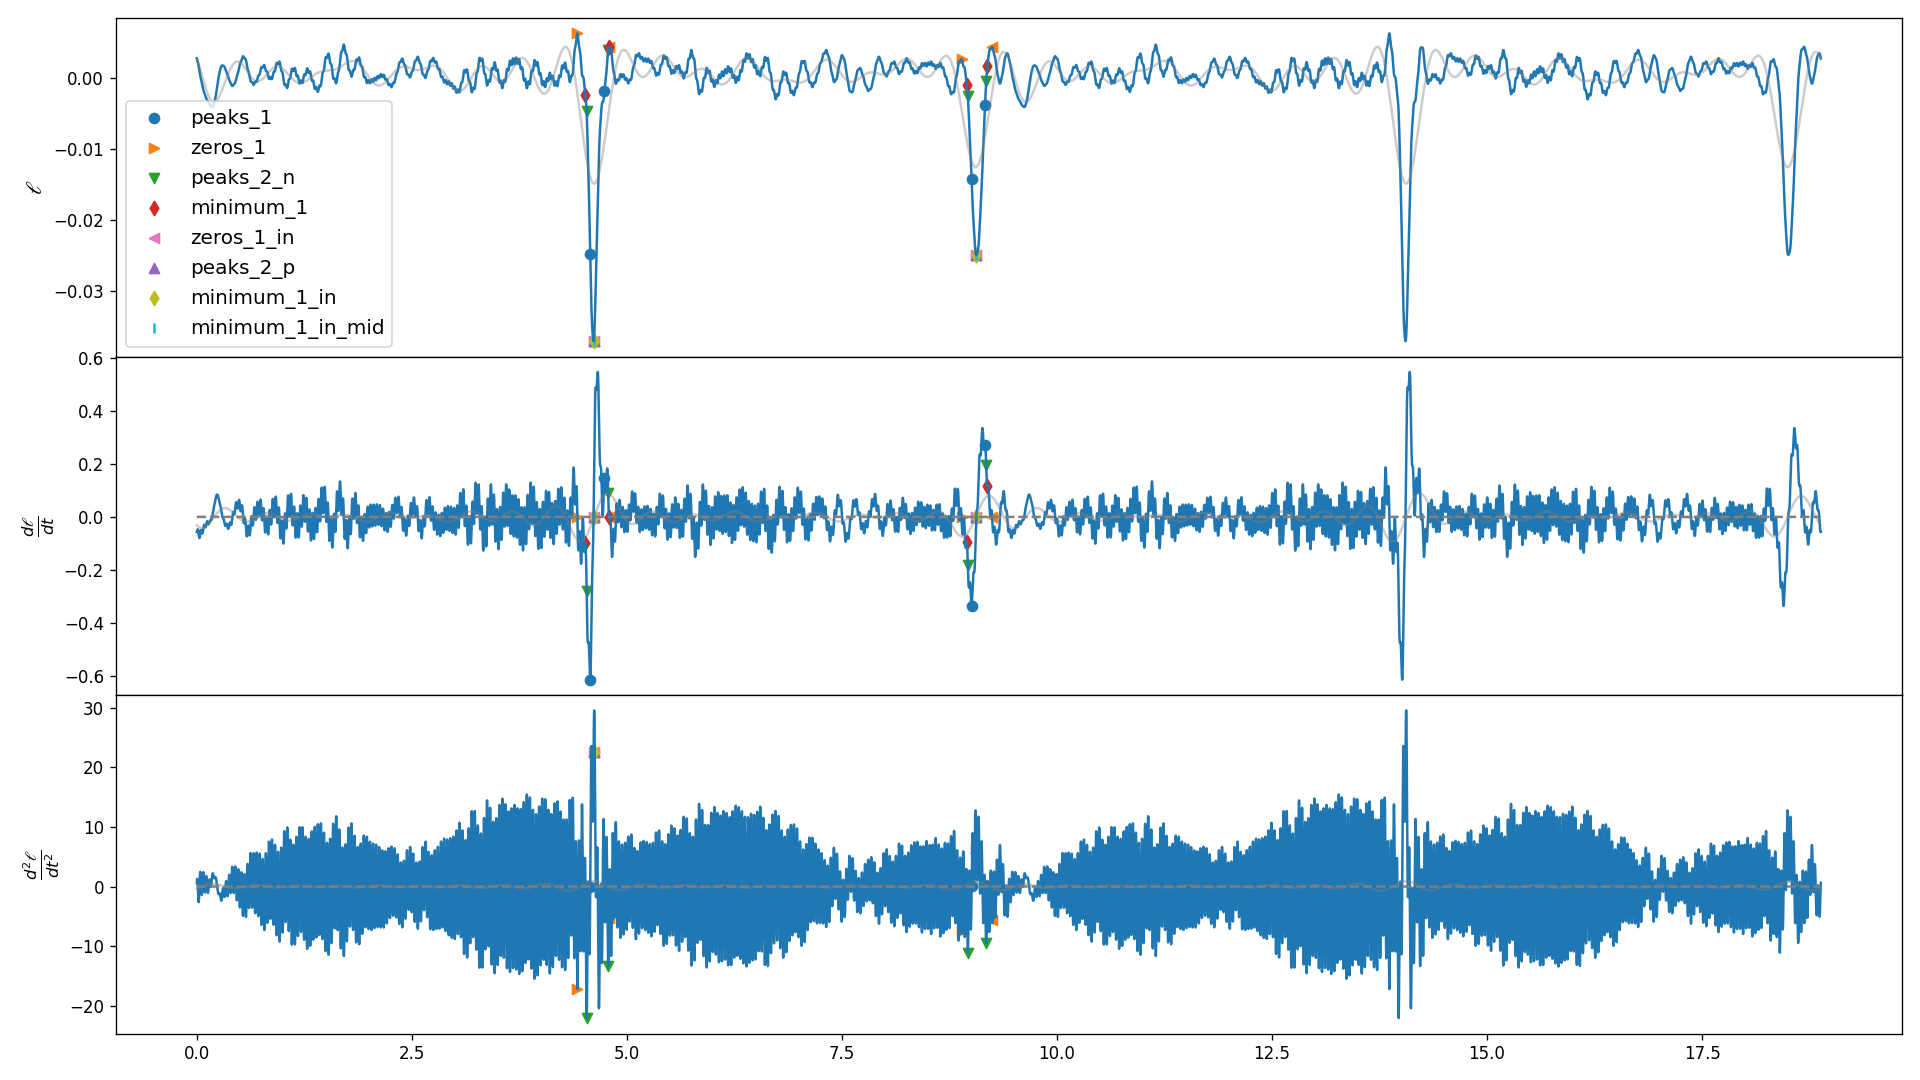 0.00
−0.01
−0.02
−0.03
ℓ
peaks_1
zeros_1
peaks_2_n
minimum_1
zeros_1_in
peaks_2_p
minimum_1_in
minimum_1_in_mid
0.6
0.4
0.2
0.0
−0.2
−0.4
−0.6
dℓ
dt
30
20
10
0
−10
−20
d²ℓ
dt²
0.0 2.5 5.0 7.5 10.0 12.5 15.0 17.5